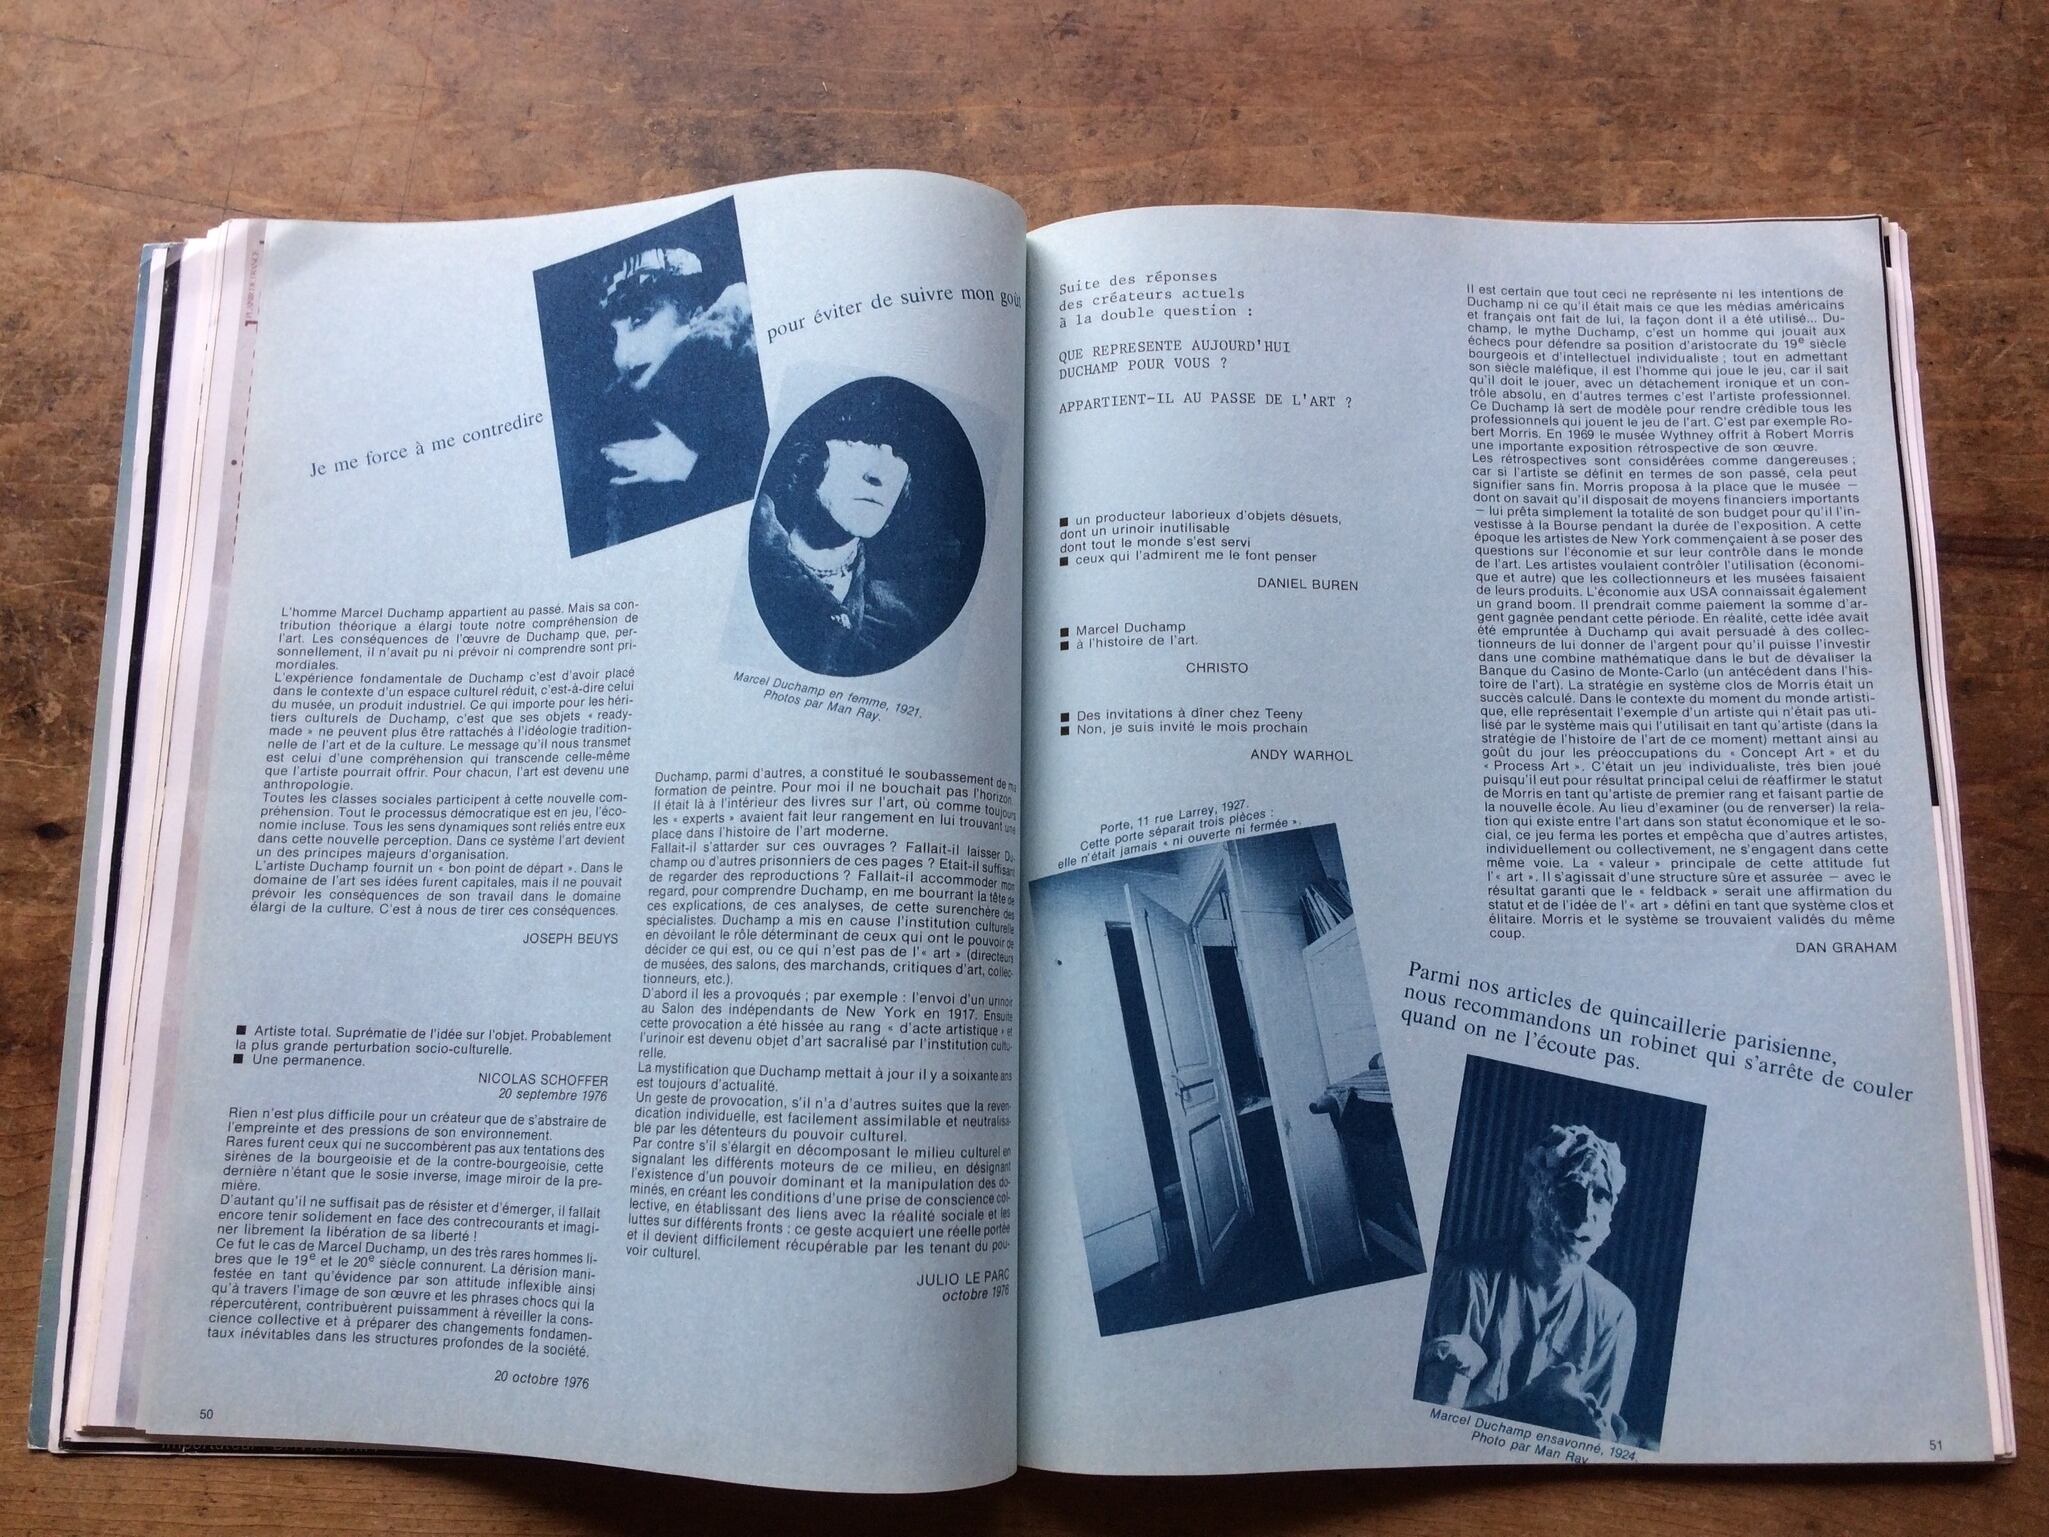 Je me force à me contredire
pour éviter de suivre mon goût
Marcel Duchamp en femme, 1921.
Photos par Man Ray.
L'homme Marcel Duchamp appartient au passé. Mais sa con-
tribution théorique a élargi toute notre compréhension de
l'art. Les conséquences de l'œuvre de Duchamp que, per-
sonnellement, il n'avait pu ni prévoir ni comprendre sont pri-
mordiales.
L'expérience fondamentale de Duchamp c'est d'avoir placé
dans le contexte d'un espace culturel réduit, c'est-à-dire celui
du musée, un produit industriel. Ce qui importe pour les héri-
tiers culturels de Duchamp, c'est que ses objets « ready-
made » ne peuvent plus être rattachés à l'idéologie tradition-
nelle de l'art et de la culture. Le message qu'il nous transmet
est celui d'une compréhension qui transcende celle-même
que l'artiste pourrait offrir. Pour chacun, l'art est devenu une
anthropologie.
Toutes les classes sociales participent à cette nouvelle com-
préhension. Tout le processus démocratique est en jeu, l'éco-
nomie incluse. Tous les sens dynamiques sont reliés entre eux
dans cette nouvelle perception. Dans ce système l'art devient
un des principes majeurs d'organisation.
L'artiste Duchamp fournit un « bon point de départ ». Dans le
domaine de l'art ses idées furent capitales, mais il ne pouvait
prévoir les conséquences de son travail dans le domaine
élargi de la culture. C'est à nous de tirer ces conséquences.
JOSEPH BEUYS
■ Artiste total. Suprématie de l'idée sur l'objet. Probablement
la plus grande perturbation socio-culturelle.
■ Une permanence.
NICOLAS SCHOFFER
20 septembre 1976
Rien n'est plus difficile pour un créateur que de s'abstraire de
l'empreinte et des pressions de son environnement.
Rares furent ceux qui ne succombèrent pas aux tentations des
sirènes de la bourgeoisie et de la contre-bourgeoisie, cette
dernière n'étant que le sosie inverse, image miroir de la pre-
mière.
D'autant qu'il ne suffisait pas de résister et d'émerger, il fallait
encore tenir solidement en face des contrecourants et imagi-
ner librement la libération de sa liberté !
Ce fut le cas de Marcel Duchamp, un des très rares hommes li-
bres que le 19e et le 20e siècle connurent. La dérision mani-
festée en tant qu'évidence par son attitude inflexible ainsi
qu'à travers l'image de son œuvre et les phrases chocs qui la
répercutèrent, contribuèrent puissamment à réveiller la cons-
cience collective et à préparer des changements fondamen-
taux inévitables dans les structures profondes de la société.
20 octobre 1976
50
Duchamp, parmi d'autres, a constitué le soubassement de ma
formation de peintre. Pour moi il ne bouchait pas l'horizon.
Il était là à l'intérieur des livres sur l'art, où comme toujours
les « experts » avaient fait leur rangement en lui trouvant une
place dans l'histoire de l'art moderne.
Fallait-il s'attarder sur ces ouvrages ? Fallait-il laisser Du-
champ ou d'autres prisonniers de ces pages ? Etait-il suffisant
de regarder des reproductions ? Fallait-il accommoder mon
regard, pour comprendre Duchamp, en me bourrant la tête de
ces explications, de ces analyses, de cette surenchère des
spécialistes. Duchamp a mis en cause l'institution culturelle
en dévoilant le rôle déterminant de ceux qui ont le pouvoir de
décider ce qui est, ou ce qui n'est pas de l'« art » (directeurs
de musées, des salons, des marchands, critiques d'art, collec-
tionneurs, etc.).
D'abord il les a provoqués ; par exemple : l'envoi d'un urinoir
au Salon des indépendants de New York en 1917. Ensuite
cette provocation a été hissée au rang « d'acte artistique » et
l'urinoir est devenu objet d'art sacralisé par l'institution cultu-
relle.
La mystification que Duchamp mettait à jour il y a soixante ans
est toujours d'actualité.
Un geste de provocation, s'il n'a d'autres suites que la reven-
dication individuelle, est facilement assimilable et neutralisa-
ble par les détenteurs du pouvoir culturel.
Par contre s'il s'élargit en décomposant le milieu culturel en
signalant les différents moteurs de ce milieu, en désignant
l'existence d'un pouvoir dominant et la manipulation des do-
minés, en créant les conditions d'une prise de conscience col-
lective, en établissant des liens avec la réalité sociale et les
luttes sur différents fronts : ce geste acquiert une réelle portée
et il devient difficilement récupérable par les tenant du pou-
voir culturel.
JULIO LE PARC
octobre 1976
Suite des réponses
des créateurs actuels
à la double question :
QUE REPRESENTE AUJOURD'HUI
DUCHAMP POUR VOUS ?
APPARTIENT-IL AU PASSE DE L'ART ?
■ un producteur laborieux d'objets désuets,
dont un urinoir inutilisable
dont tout le monde s'est servi
■ ceux qui l'admirent me le font penser
DANIEL BUREN
■ Marcel Duchamp
■ à l'histoire de l'art.
CHRISTO
■ Des invitations à dîner chez Teeny
■ Non, je suis invité le mois prochain
ANDY WARHOL
Porte, 11 rue Larrey, 1927.
Cette porte séparait trois pièces :
elle n'était jamais « ni ouverte ni fermée ».
Il est certain que tout ceci ne représente ni les intentions de
Duchamp ni ce qu'il était mais ce que les médias américains
et français ont fait de lui, la façon dont il a été utilisé... Du-
champ, le mythe Duchamp, c'est un homme qui jouait aux
échecs pour défendre sa position d'aristocrate du 19e siècle
bourgeois et d'intellectuel individualiste ; tout en admettant
son siècle maléfique, il est l'homme qui joue le jeu, car il sait
qu'il doit le jouer, avec un détachement ironique et un con-
trôle absolu, en d'autres termes c'est l'artiste professionnel.
Ce Duchamp là sert de modèle pour rendre crédible tous les
professionnels qui jouent le jeu de l'art. C'est par exemple Ro-
bert Morris. En 1969 le musée Wythney offrit à Robert Morris
une importante exposition rétrospective de son œuvre.
Les rétrospectives sont considérées comme dangereuses ;
car si l'artiste se définit en termes de son passé, cela peut
signifier sans fin. Morris proposa à la place que le musée —
dont on savait qu'il disposait de moyens financiers importants
— lui prêta simplement la totalité de son budget pour qu'il l'in-
vestisse à la Bourse pendant la durée de l'exposition. A cette
époque les artistes de New York commençaient à se poser des
questions sur l'économie et sur leur contrôle dans le monde
de l'art. Les artistes voulaient contrôler l'utilisation (économi-
que et autre) que les collectionneurs et les musées faisaient
de leurs produits. L'économie aux USA connaissait également
un grand boom. Il prendrait comme paiement la somme d'ar-
gent gagnée pendant cette période. En réalité, cette idée avait
été empruntée à Duchamp qui avait persuadé à des collec-
tionneurs de lui donner de l'argent pour qu'il puisse l'investir
dans une combine mathématique dans le but de dévaliser la
Banque du Casino de Monte-Carlo (un antécédent dans l'his-
toire de l'art). La stratégie en système clos de Morris était un
succès calculé. Dans le contexte du moment du monde artisti-
que, elle représentait l'exemple d'un artiste qui n'était pas uti-
lisé par le système mais qui l'utilisait en tant qu'artiste (dans la
stratégie de l'histoire de l'art de ce moment) mettant ainsi au
goût du jour les préoccupations du « Concept Art » et du
« Process Art ». C'était un jeu individualiste, très bien joué
puisqu'il eut pour résultat principal celui de réaffirmer le statut
de Morris en tant qu'artiste de premier rang et faisant partie de
la nouvelle école. Au lieu d'examiner (ou de renverser) la rela-
tion qui existe entre l'art dans son statut économique et le so-
cial, ce jeu ferma les portes et empêcha que d'autres artistes,
individuellement ou collectivement, ne s'engagent dans cette
même voie. La « valeur » principale de cette attitude fut
l'« art ». Il s'agissait d'une structure sûre et assurée — avec le
résultat garanti que le « feldback » serait une affirmation du
statut et de l'idée de l'« art » défini en tant que système clos et
élitaire. Morris et le système se trouvaient validés du même
coup.
DAN GRAHAM
Parmi nos articles de quincaillerie parisienne,
nous recommandons un robinet qui s'arrête de couler
quand on ne l'écoute pas.
Marcel Duchamp ensavonné, 1924.
Photo par Man Ray
51